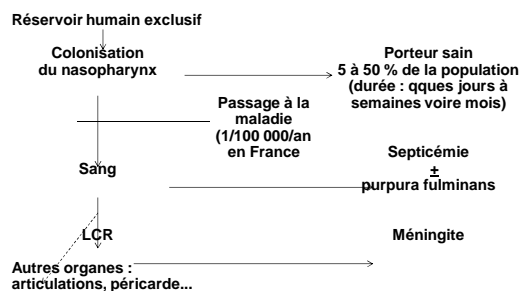 Réservoir humain exclusif
Colonisation
du nasopharynx
Porteur sain
5 à 50 % de la population
(durée : qques jours à
semaines voire mois)
Passage à la
maladie
(1/100 000/an
en France
Sang
Septicémie
±
purpura fulminans
LCR
Méningite
Autres organes :
articulations, péricarde...